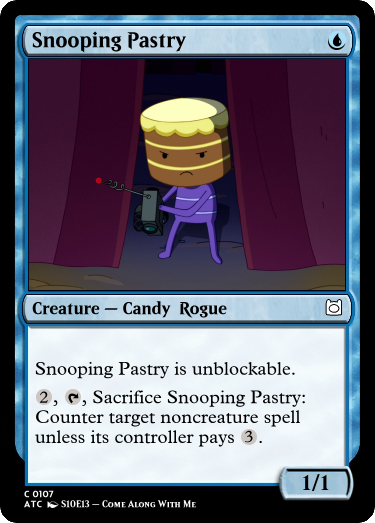 Snooping Pastry
Creature — Candy Rogue
Snooping Pastry is unblockable.
2, , Sacrifice Snooping Pastry:
Counter target noncreature spell
unless its controller pays 3.
1/1
C 0107
ATC S10E13 — Come Along With Me